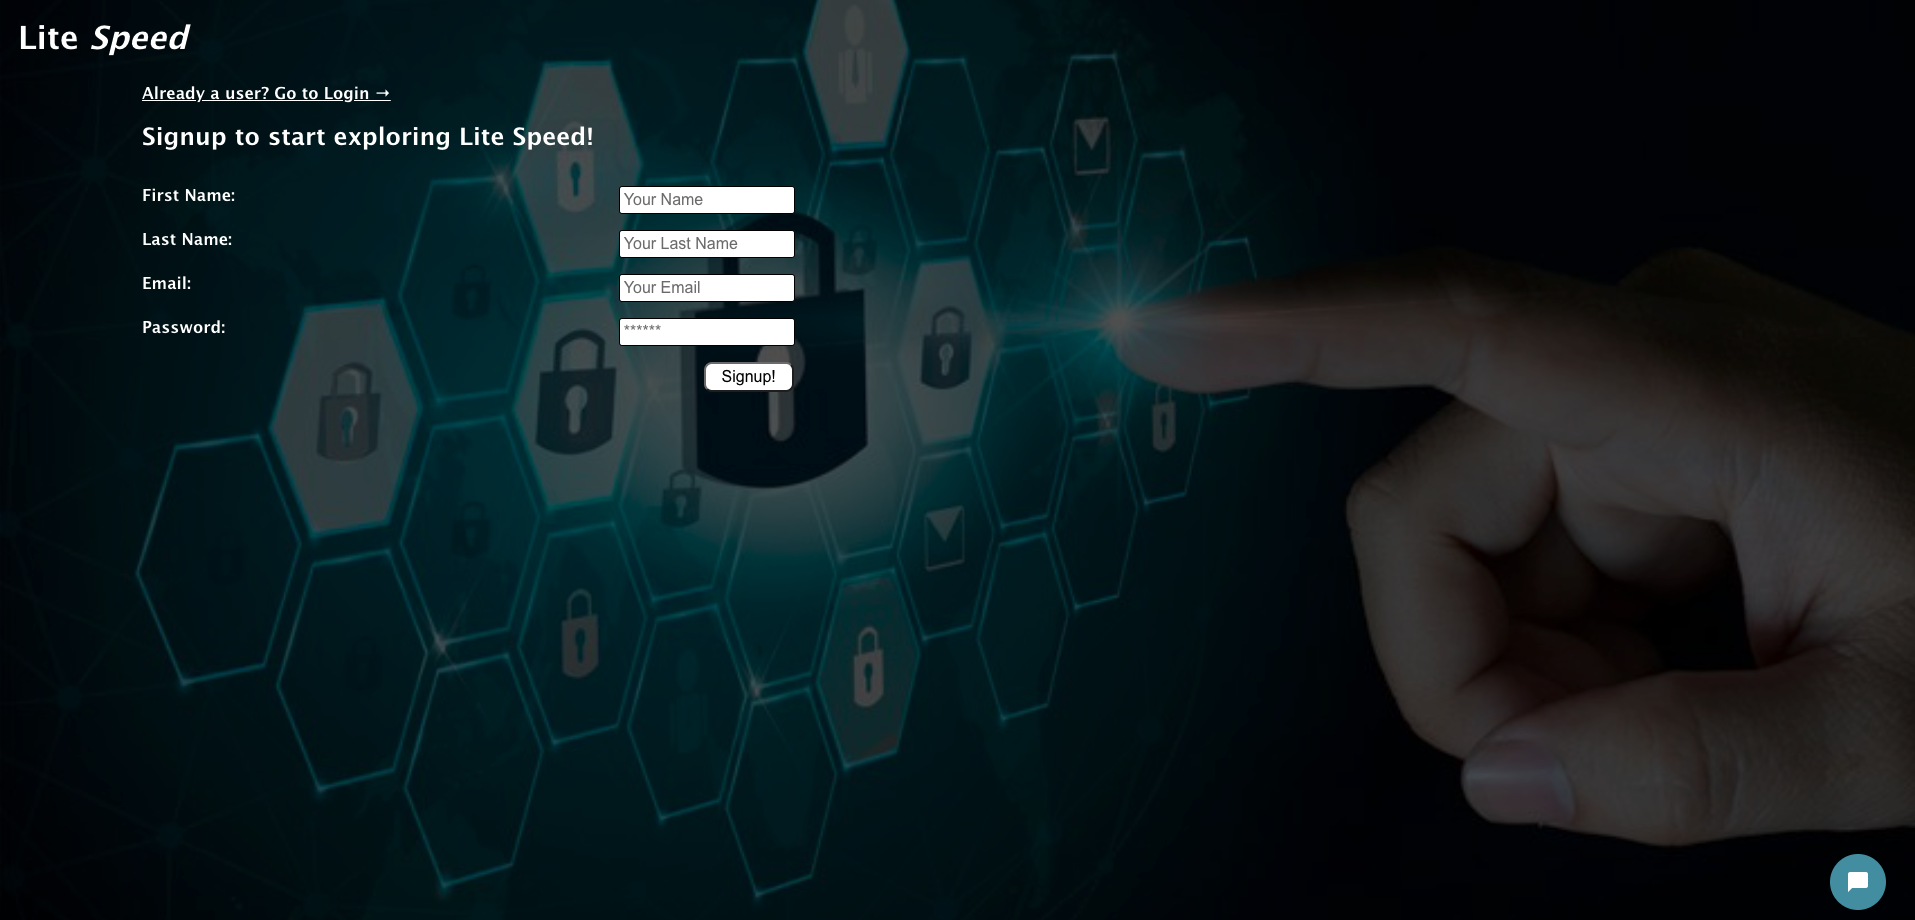 Lite Speed
Already a user? Go to Login →
Signup to start exploring Lite Speed!
First Name:
Your Name
Last Name:
Your Last Name
Email:
Your Email
Password:
******
Signup!